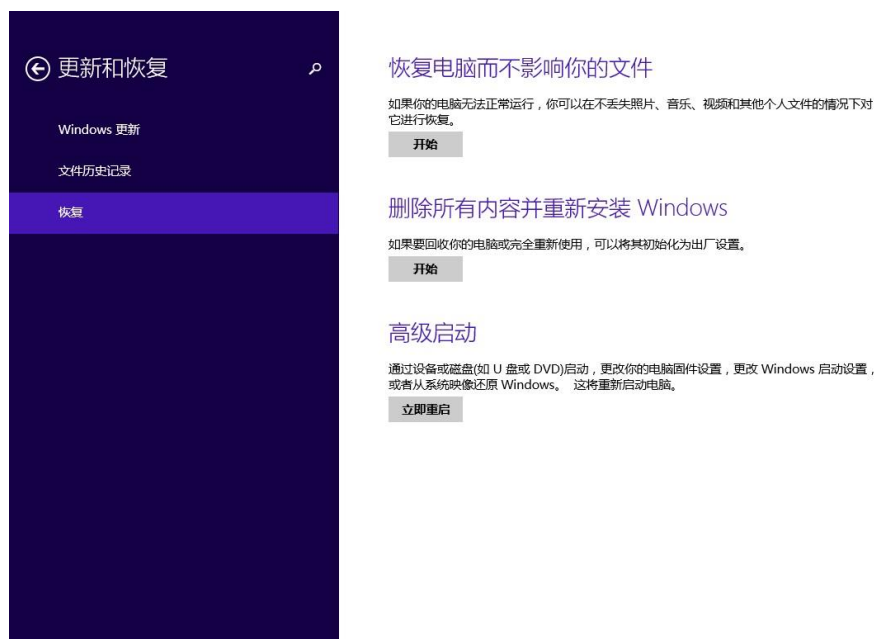 更新和恢复
Windows 更新
文件历史记录
恢复
恢复电脑而不影响你的文件
如果你的电脑无法正常运行，你可以在不丢失照片、音乐、视频和其他个人文件的情况下对
它进行恢复。
开始
删除所有内容并重新安装 Windows
如果要回收你的电脑或完全重新使用，可以将其初始化为出厂设置。
开始
高级启动
通过设备或磁盘(如 U 盘或 DVD)启动，更改你的电脑固件设置，更改 Windows 启动设置，
或者从系统映像还原 Windows。 这将重新启动电脑。
立即重启